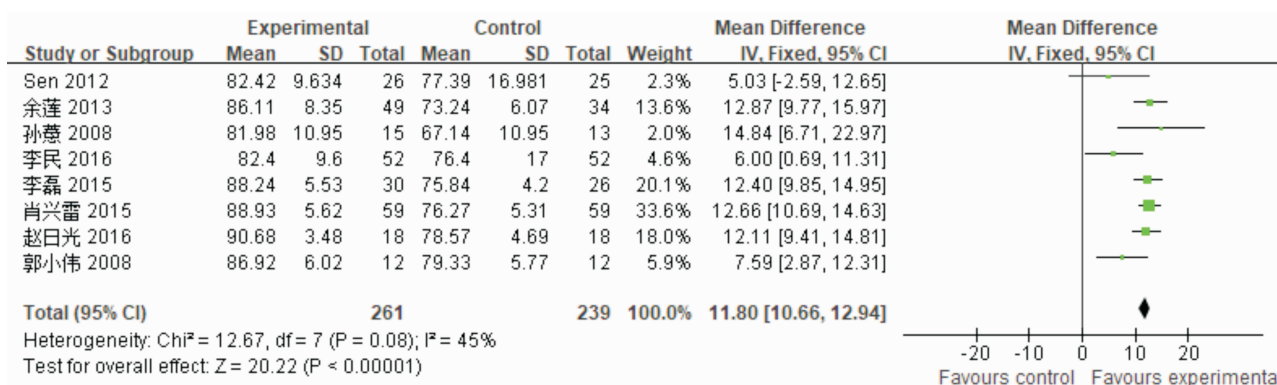 Experimental Control Mean Difference Mean Difference
Study or Subgroup Mean SD Total Mean SD Total Weight IV, Fixed, 95% CI IV, Fixed, 95% CI
Sen 2012 82.42 9.634 26 77.39 16.981 25 2.3% 5.03 [-2.59, 12.65]
余莲 2013 86.11 8.35 49 73.24 6.07 34 13.6% 12.87 [9.77, 15.97]
孙慧 2008 81.98 10.95 15 67.14 10.95 13 2.0% 14.84 [6.71, 22.97]
李民 2016 82.4 9.6 52 76.4 17 52 4.6% 6.00 [0.69, 11.31]
李磊 2015 88.24 5.53 30 75.84 4.2 26 20.1% 12.40 [9.85, 14.95]
肖兴雷 2015 88.93 5.62 59 76.27 5.31 59 33.6% 12.66 [10.69, 14.63]
赵日光 2016 90.68 3.48 18 78.57 4.69 18 18.0% 12.11 [9.41, 14.81]
郭小伟 2008 86.92 6.02 12 79.33 5.77 12 5.9% 7.59 [2.87, 12.31]
Total (95% CI) 261 239 100.0% 11.80 [10.66, 12.94]
Heterogeneity: Chi² = 12.67, df = 7 (P = 0.08); I² = 45%
Test for overall effect: Z = 20.22 (P < 0.00001)
-20 -10 0 10 20
Favours control Favours experimenta